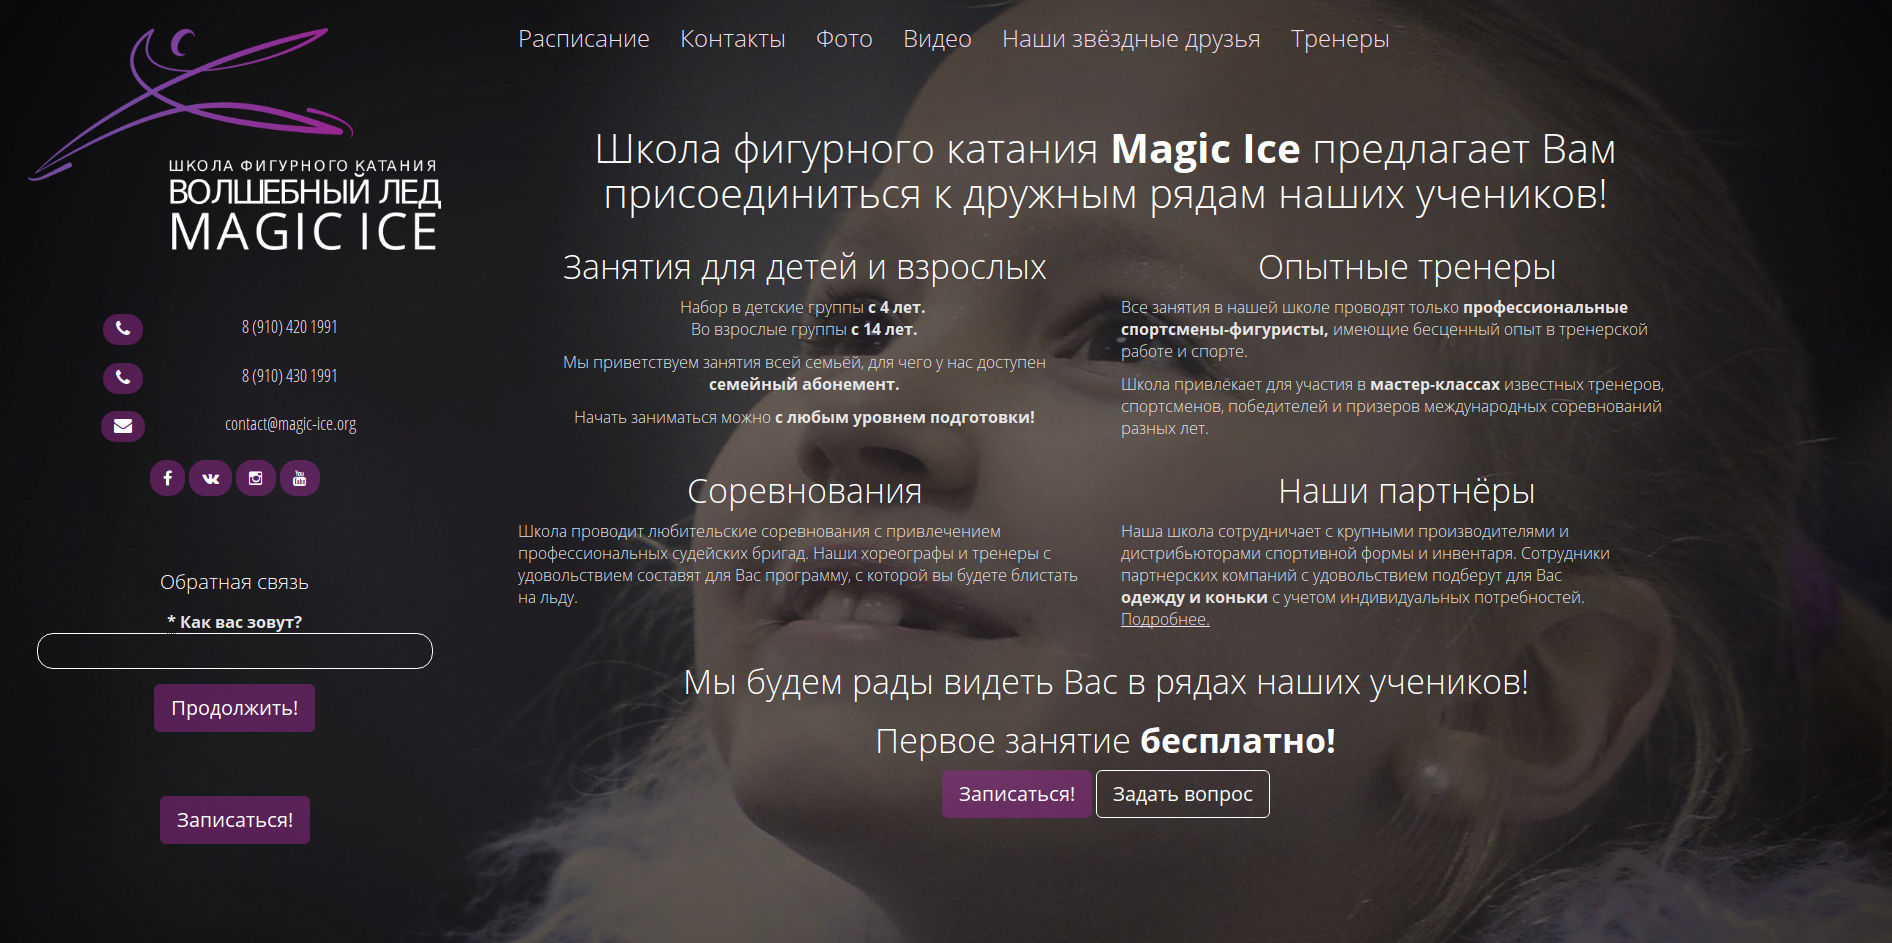 Расписание Контакты Фото Видео Наши звёздные друзья Тренеры
ШКОЛА ФИГУРНОГО КАТАНИЯ
ВОЛШЕБНЫЙ ЛЕД
MAGIC ICE
8 (910) 420 1991
8 (910) 430 1991
contact@magic-ice.org
You
Tube
Обратная связь
* Как вас зовут?
Продолжить!
Записаться!
Школа фигурного катания Magic Ice предлагает Вам
присоединиться к дружным рядам наших учеников!
Занятия для детей и взрослых
Набор в детские группы с 4 лет.
Во взрослые группы с 14 лет.
Мы приветствуем занятия всей семьёй, для чего у нас доступен
семейный абонемент.
Начать заниматься можно с любым уровнем подготовки!
Опытные тренеры
Все занятия в нашей школе проводят только профессиональные
спортсмены-фигуристы, имеющие бесценный опыт в тренерской
работе и спорте.
Школа привлекает для участия в мастер-классах известных тренеров,
спортсменов, победителей и призеров международных соревнований
разных лет.
Соревнования
Школа проводит любительские соревнования с привлечением
профессиональных судейских бригад. Наши хореографы и тренеры с
удовольствием составят для Вас программу, с которой вы будете блистать
на льду.
Наши партнёры
Наша школа сотрудничает с крупными производителями и
дистрибьюторами спортивной формы и инвентаря. Сотрудники
партнерских компаний с удовольствием подберут для Вас
одежду и коньки с учетом индивидуальных потребностей.
Подробнее.
Мы будем рады видеть Вас в рядах наших учеников!
Первое занятие бесплатно!
Записаться! Задать вопрос